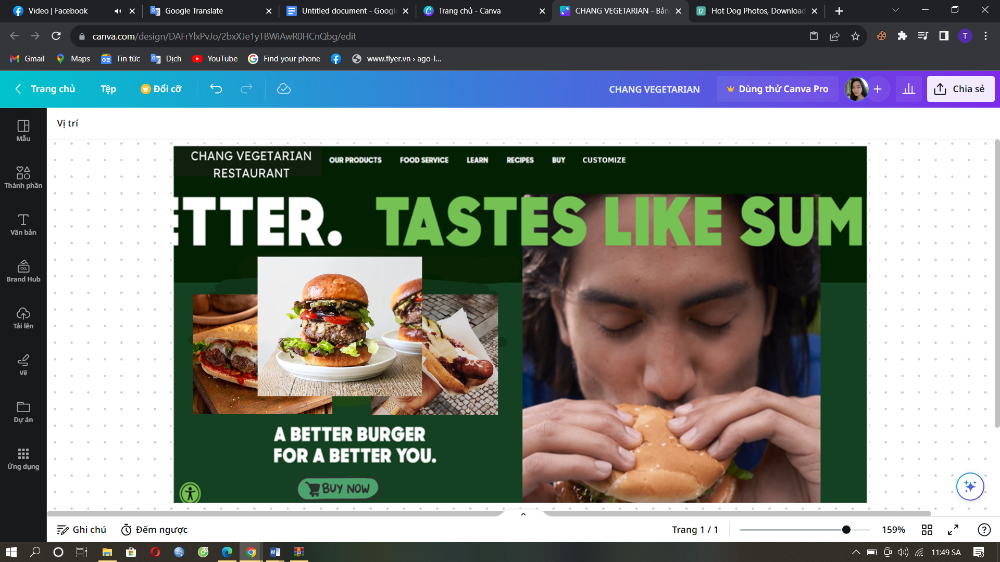 Video | Facebook
Google Translate
Untitled document - Google
Trang chủ - Canva
CHANG VEGETARIAN - Bản
Hot Dog Photos, Download
canva.com/design/DAFrYlxPvJo/2bxXJe1yTBWiAwR0HCnQbg/edit
T
Gmail
Maps
Tin tức
Dịch
YouTube
Find your phone
www.flyer.vn › ago-l...
Trang chủ
Tệp
Đổi cỡ
CHANG VEGETARIAN
Dùng thử Canva Pro
Chia sẻ
Vị trí
Mẫu
Thành phần
Văn bản
CO.
Brand Hub
Tải lên
Vẽ
Dự án
Ứng dụng
CHANG VEGETARIAN
RESTAURANT
OUR PRODUCTS
FOOD SERVICE
LEARN
RECIPES
BUY
CUSTOMIZE
ETTER. TASTES LIKE SUM
A BETTER BURGER
FOR A BETTER YOU.
BUY NOW
Ghi chú
Đếm ngược
Trang 1 / 1
159%
11:49 SA